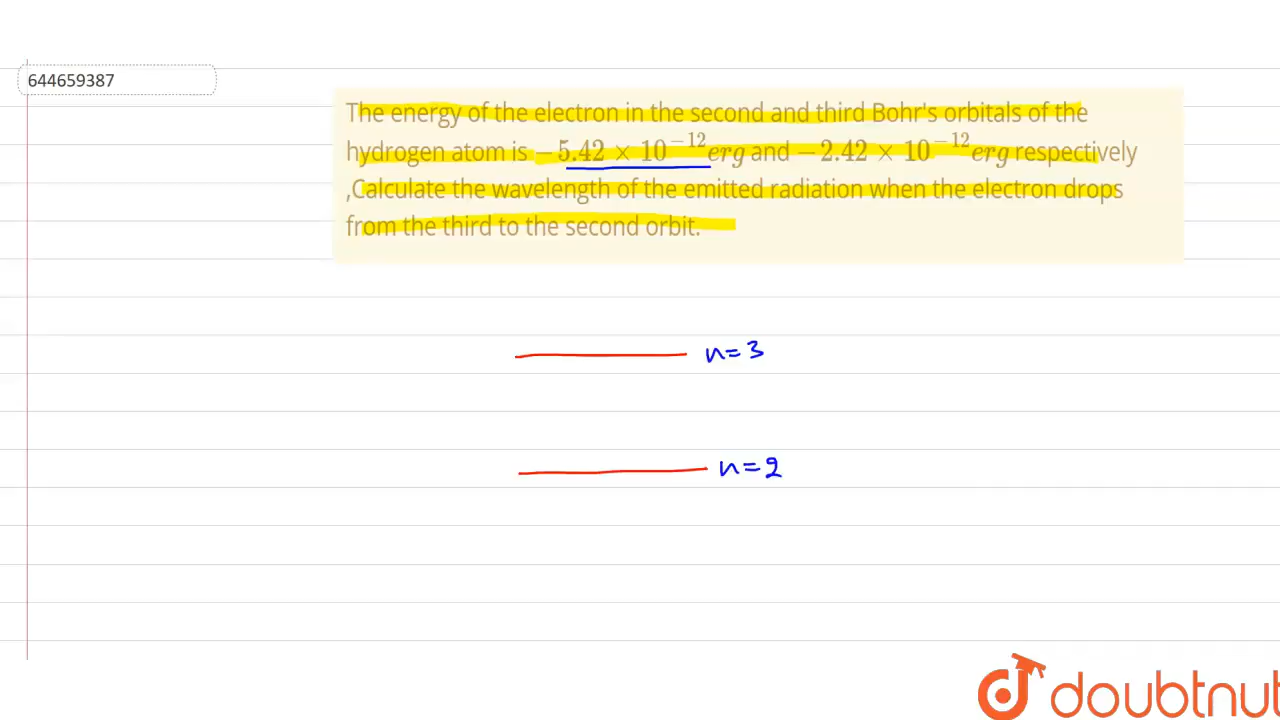 644659387
The energy of the electron in the second and third Bohr's orbitals of the
hydrogen atom is −5.42 × 10^−12 erg and −2.42 × 10^−12 erg respectively
,Calculate the wavelength of the emitted radiation when the electron drops
from the third to the second orbit.
n=3
n=2
doubtnut